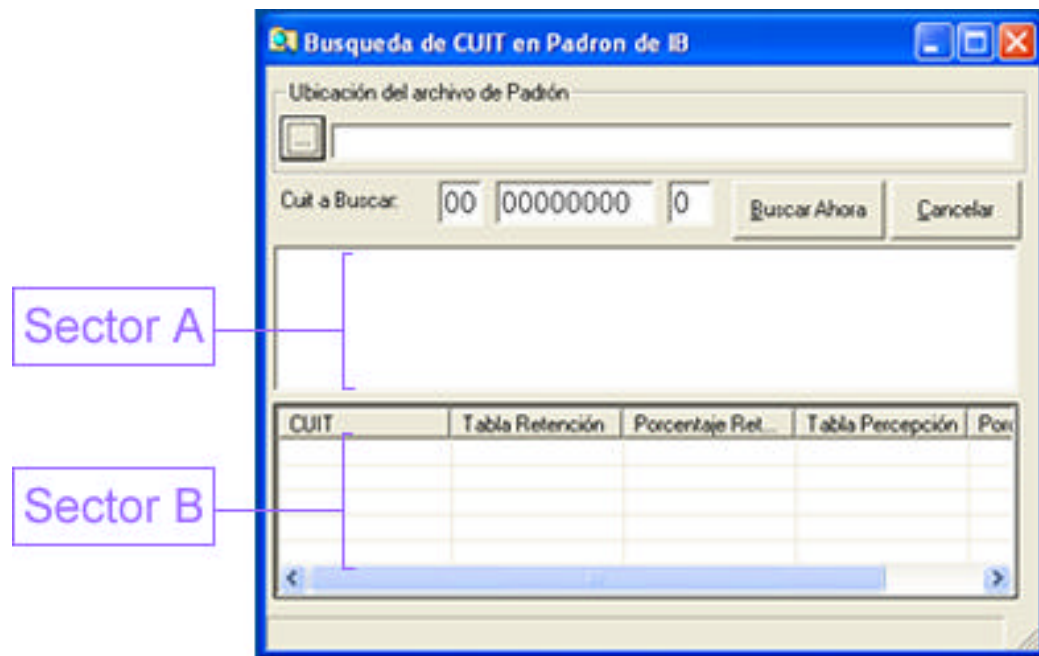 Busqueda de CUIT en Padron de IB
Ubicación del archivo de Padrón
...
Cuit a Buscar: 00 00000000 0 Buscar Ahora Cancelar
Sector A
CUIT Tabla Retención Porcentaje Ret... Tabla Percepción Porc
Sector B